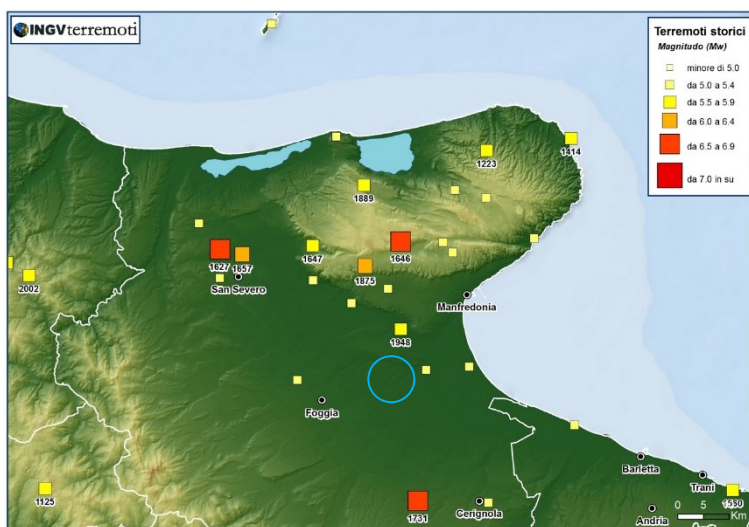 INGVterremoti
Terremoti storici
Magnitudo (Mw)
minore di 5.0
da 5.0 a 5.4
da 5.5 a 5.9
da 6.0 a 6.4
da 6.5 a 6.9
da 7.0 in su
1414
1223
1889
1627
1657
1647
1646
San Severo
1875
2002
Manfredonia
1948
Foggia
Barletta
Trani
1125
1731
Cerignola
1560
Andria
0 5 10
Km